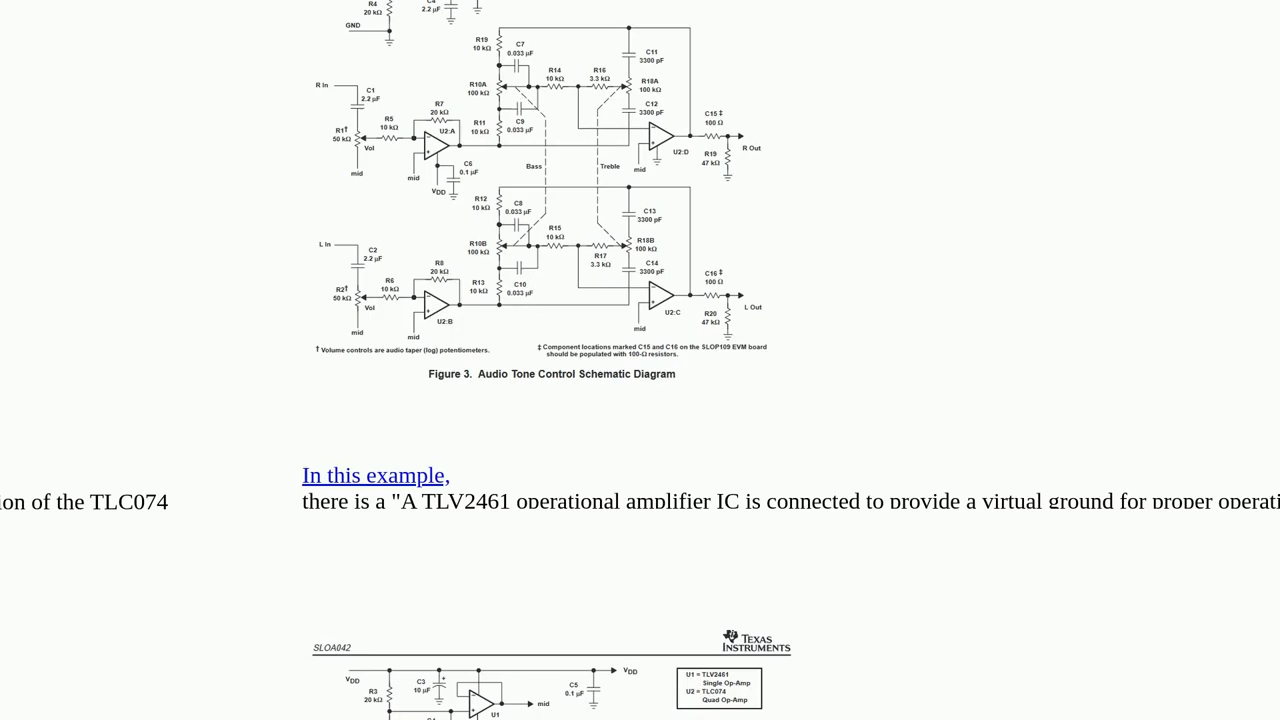 R4
20 kΩ
C4
2.2 µF
GND
R19
10 kΩ
C7
0.033 µF
C11
3300 pF
R In
R10A
100 kΩ
R14
10 kΩ
R16
3.3 kΩ
R18A
100 kΩ
C1
2.2 µF
R7
20 kΩ
C12
3300 pF
C15 ‡
100 Ω
R5
10 kΩ
R1†
50 kΩ
Vol
U2:A
R11
10 kΩ
C9
0.033 µF
R Out
U2:D
R19
47 kΩ
mid
mid
C6
0.1 µF
VDD
Bass
Treble
mid
R12
10 kΩ
C8
0.033 µF
C13
3300 pF
L In
R10B
100 kΩ
R15
10 kΩ
R17
3.3 kΩ
R18B
100 kΩ
C2
2.2 µF
R8
20 kΩ
C14
3300 pF
C16 ‡
100 Ω
R6
10 kΩ
R2†
50 kΩ
Vol
R13
10 kΩ
C10
0.033 µF
L Out
U2:B
U2:C
R20
47 kΩ
mid
mid
mid
† Volume controls are audio taper (log) potentiometers.
‡ Component locations marked C15 and C16 on the SLOP109 EVM board
should be populated with 100-Ω resistors.
Figure 3. Audio Tone Control Schematic Diagram
In this example,
ion of the TLC074
there is a "A TLV2461 operational amplifier IC is connected to provide a virtual ground for proper operati
SLOA042
TEXAS
INSTRUMENTS
VDD
C3
10 µF
+
R3
20 kΩ
C5
0.1 µF
VDD
mid
U1
U1 = TLV2461
Single Op-Amp
U2 = TLC074
Quad Op-Amp